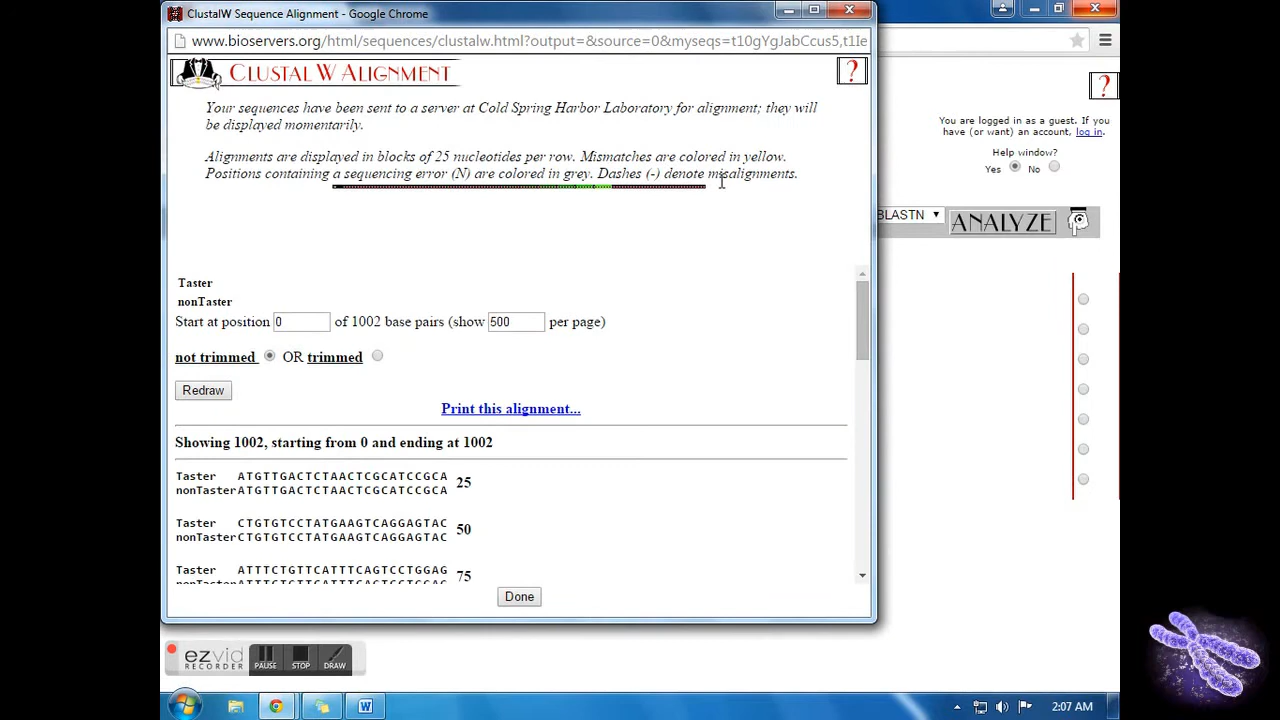 ClustalW Sequence Alignment - Google Chrome
www.bioservers.org/html/sequences/clustalw.html?output=&source=0&myseqs=t10gYgJabCcus5,t1Ie
CLUSTAL W ALIGNMENT
?
Your sequences have been sent to a server at Cold Spring Harbor Laboratory for alignment; they will
be displayed momentarily.
Alignments are displayed in blocks of 25 nucleotides per row. Mismatches are colored in yellow.
Positions containing a sequencing error (N) are colored in grey. Dashes (-) denote misalignments.
Taster
nonTaster
Start at position 0 of 1002 base pairs (show 500 per page)
not trimmed OR trimmed
Redraw
Print this alignment...
Showing 1002, starting from 0 and ending at 1002
Taster ATGTTGACTCTAACTCGCATCCGCA
nonTaster ATGTTGACTCTAACTCGCATCCGCA 25
Taster CTGTGTCCTATGAAGTCAGGAGTAC
nonTaster CTGTGTCCTATGAAGTCAGGAGTAC 50
Taster ATTTCTGTTCATTTCAGTCCTGGAG
nonTaster ATTTCTGTTCATTTCAGTCCTGGAG 75
Done
?
You are logged in as a guest. If you
have (or want) an account, log in.
Help window?
Yes No
BLASTN ANALYZE
ezvid
RECORDER
PAUSE STOP DRAW
2:07 AM